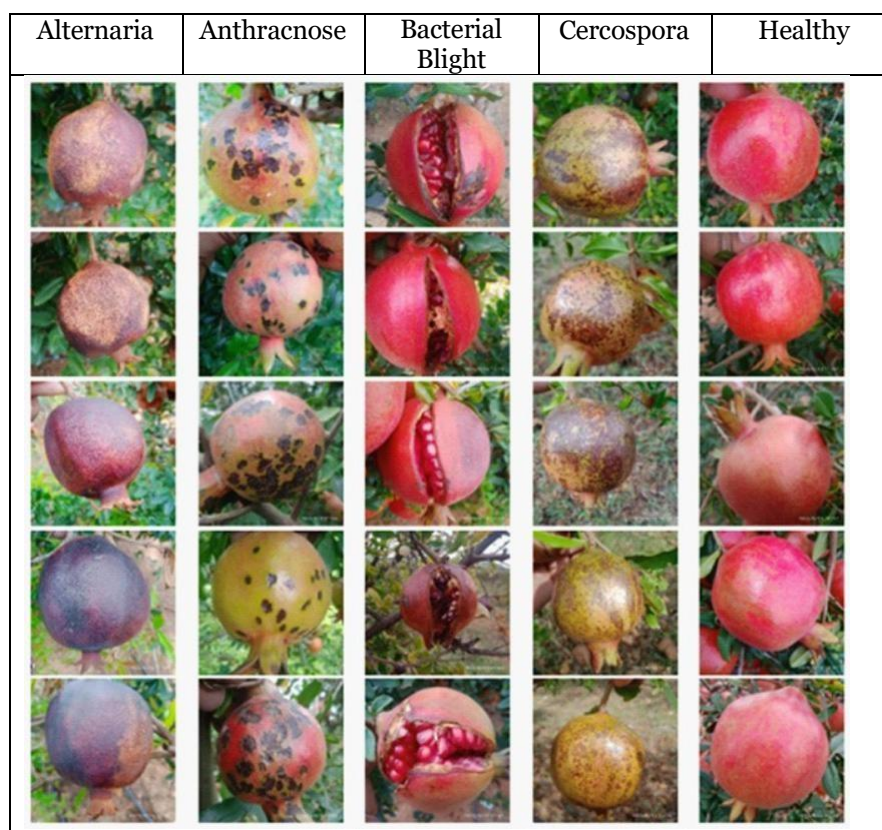 Alternaria
Anthracnose
Bacterial
Blight
Cercospora
Healthy